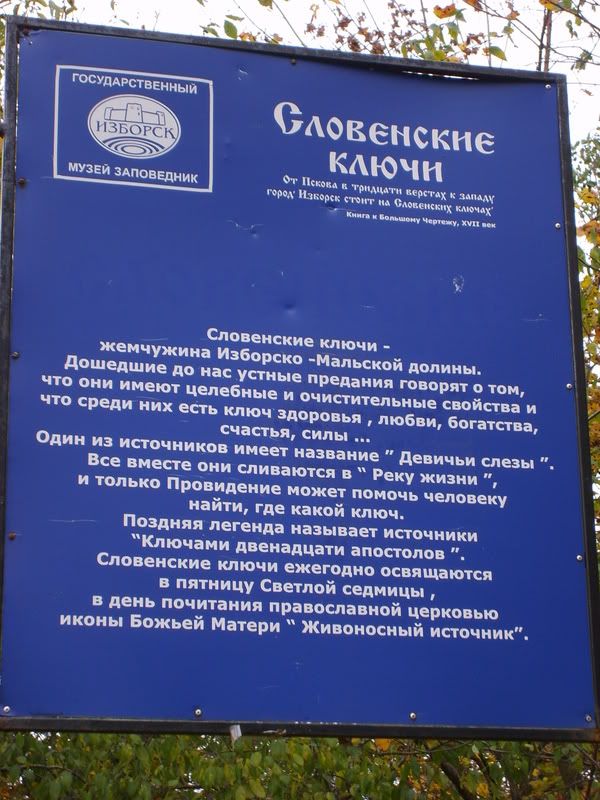 ГОСУДАРСТВЕННЫЙ
ИЗБОРСК
МУЗЕЙ ЗАПОВЕДНИК
Словенские
ключи
От Пскова в тридцати верстах к западу
город Изборск стоит на Словенских ключах
Книга к Большому Чертежу, XVII век
Словенские ключи -
жемчужина Изборско -Мальской долины.
Дошедшие до нас устные предания говорят о том,
что они имеют целебные и очистительные свойства и
что среди них есть ключ здоровья , любви, богатства,
счастья, силы ...
Один из источников имеет название " Девичьи слезы ".
Все вместе они сливаются в " Реку жизни ",
и только Провидение может помочь человеку
найти, где какой ключ.
Поздняя легенда называет источники
"Ключами двенадцати апостолов ".
Словенские ключи ежегодно освящаются
в пятницу Светлой седмицы ,
в день почитания православной церковью
иконы Божьей Матери " Живоносный источник".